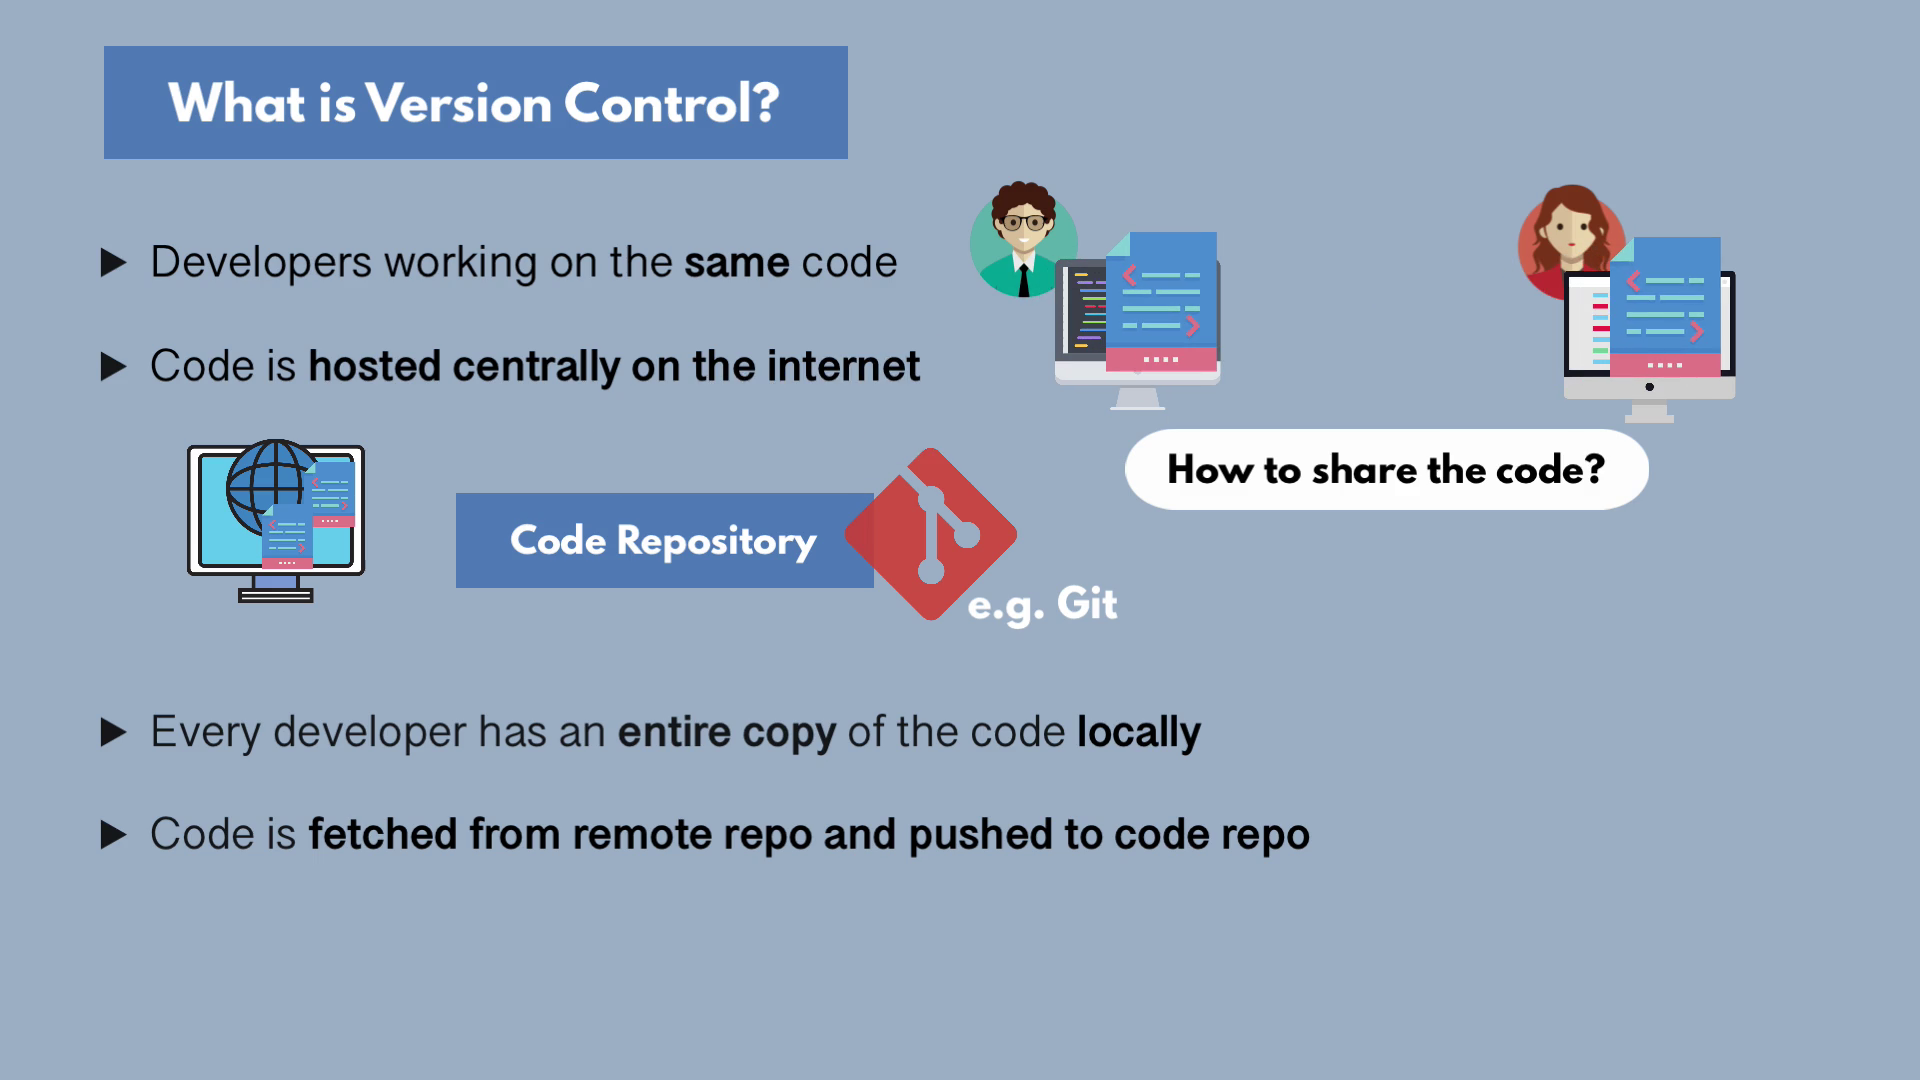 What is Version Control?
Developers working on the same code
Code is hosted centrally on the internet
How to share the code?
Code Repository
e.g. Git
Every developer has an entire copy of the code locally
Code is fetched from remote repo and pushed to code repo